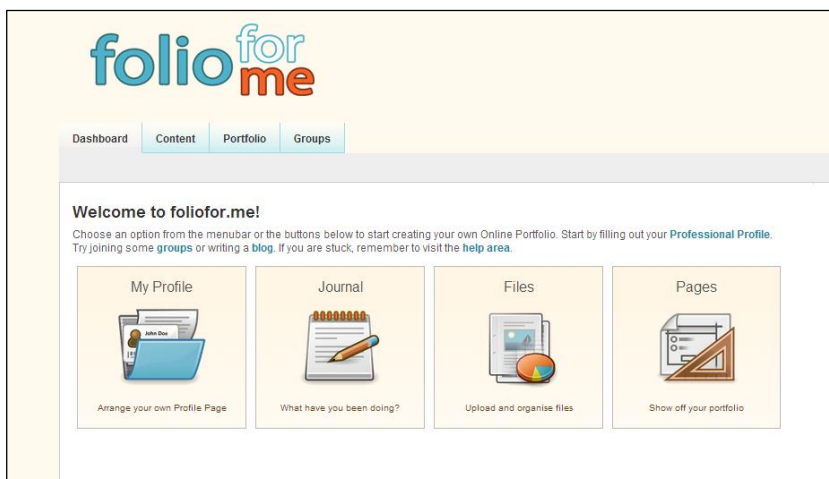 folio for me
Dashboard Content Portfolio Groups
Welcome to foliofor.me!
Choose an option from the menubar or the buttons below to start creating your own Online Portfolio. Start by filling out your Professional Profile.
Try joining some groups or writing a blog. If you are stuck, remember to visit the help area.
My Profile
John Doe
Arrange your own Profile Page
Journal
What have you been doing?
Files
Upload and organise files
Pages
Show off your portfolio